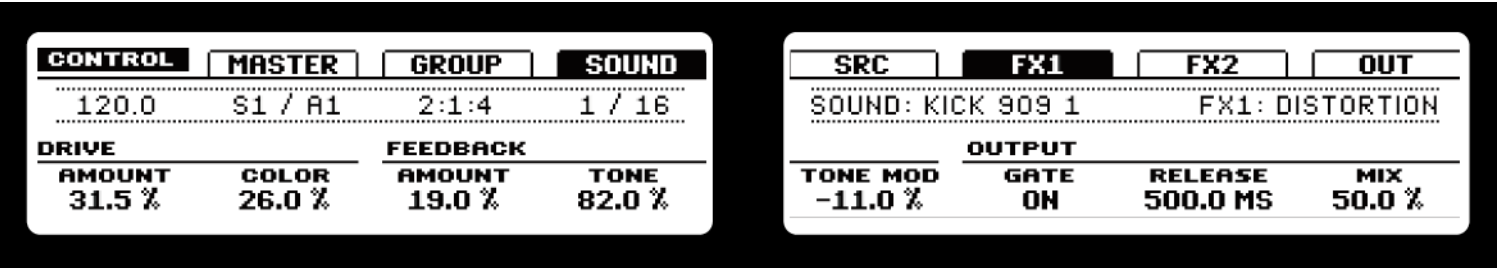 CONTROL MASTER GROUP SOUND
120.0 S1 / A1 2:1:4 1 / 16
DRIVE FEEDBACK
AMOUNT COLOR AMOUNT TONE
31.5 % 26.0 % 19.0 % 82.0 %
SRC FX1 FX2 OUT
SOUND: KICK 909 1 FX1: DISTORTION
OUTPUT
TONE MOD GATE RELEASE MIX
-11.0 % ON 500.0 MS 50.0 %